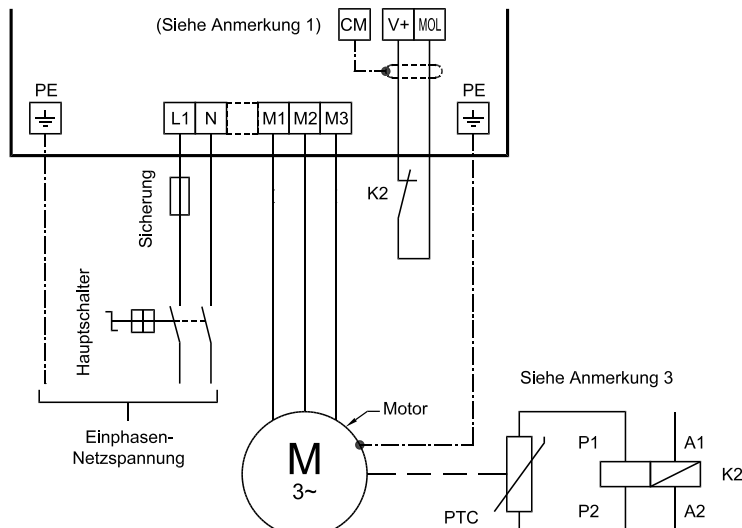 (Siehe Anmerkung 1)
CM
V+
MOL
PE
L1
N
M1
M2
M3
PE
K2
Sicherung
Hauptschalter
Einphasen-
Netzspannung
Motor
M
3~
Siehe Anmerkung 3
PTC
P1
P2
A1
A2
K2